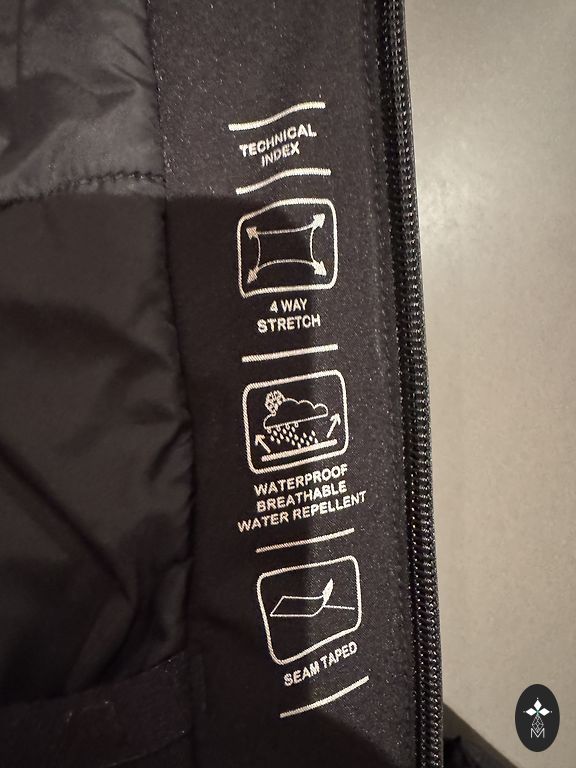 TECHNICAL
INDEX
4 WAY
STRETCH
WATERPROOF
BREATHABLE
WATER REPELLENT
SEAM TAPED
M